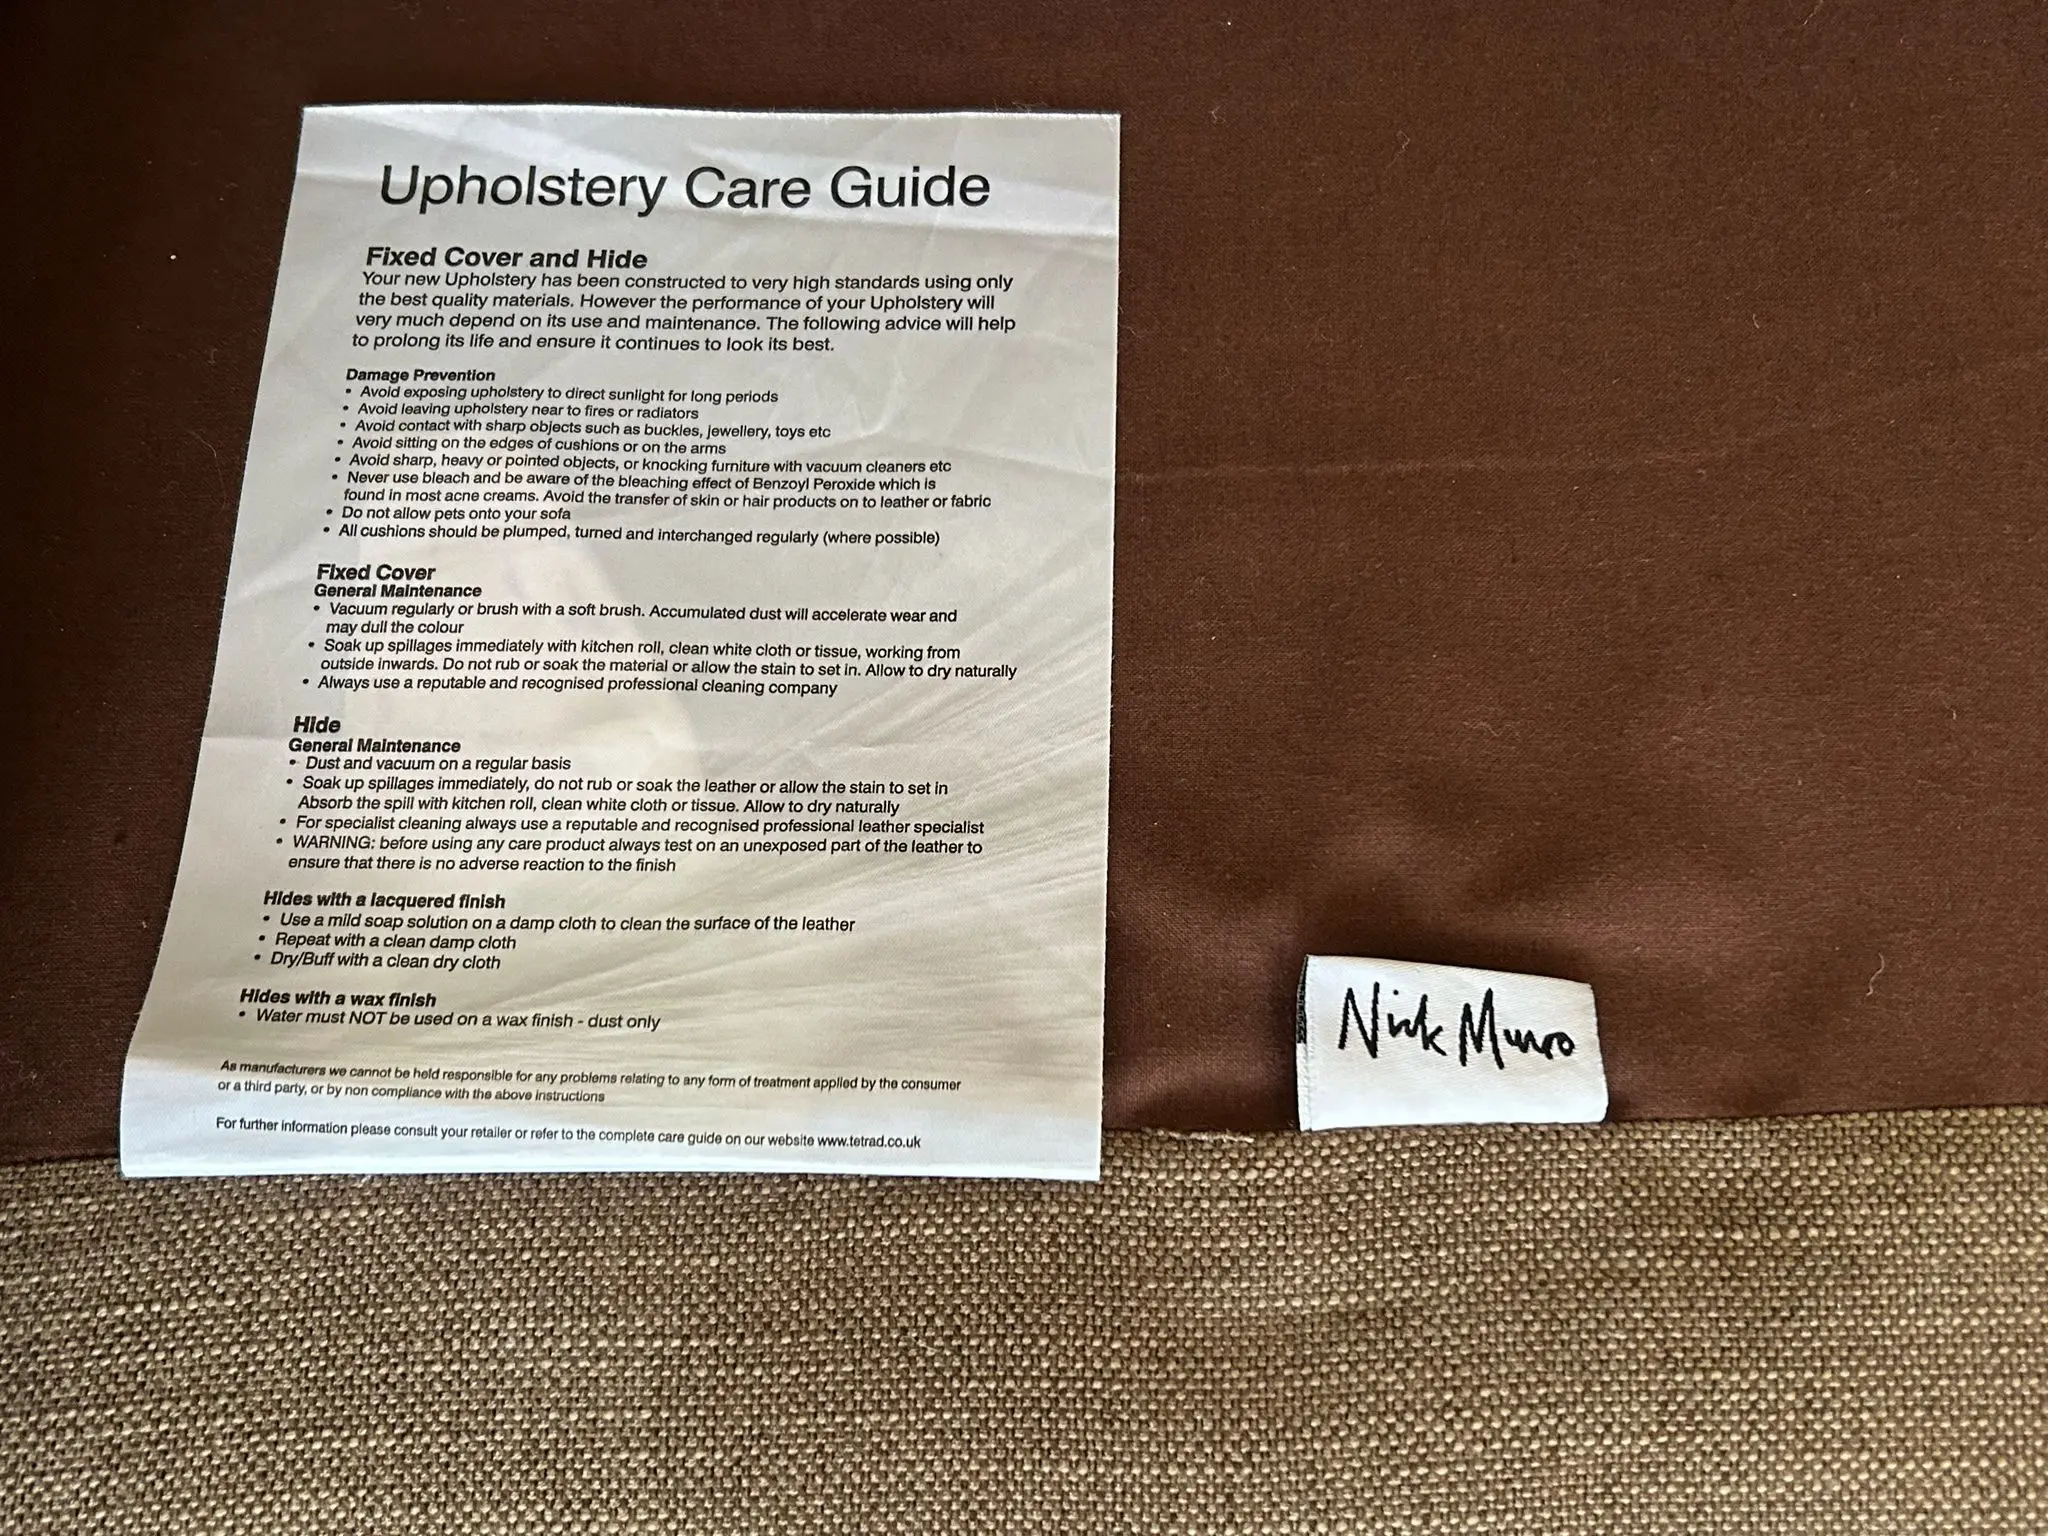 Upholstery Care Guide
Fixed Cover and Hide
Your new Upholstery has been constructed to very high standards using only
the best quality materials. However the performance of your Upholstery will
very much depend on its use and maintenance. The following advice will help
to prolong its life and ensure it continues to look its best.
Damage Prevention
• Avoid exposing upholstery to direct sunlight for long periods
• Avoid leaving upholstery near to fires or radiators
• Avoid contact with sharp objects such as buckles, jewellery, toys etc
• Avoid sitting on the edges of cushions or on the arms
• Avoid sharp, heavy or pointed objects, or knocking furniture with vacuum cleaners etc
• Never use bleach and be aware of the bleaching effect of Benzoyl Peroxide which is
found in most acne creams. Avoid the transfer of skin or hair products on to leather or fabric
• Do not allow pets onto your sofa
• All cushions should be plumped, turned and interchanged regularly (where possible)
Fixed Cover
General Maintenance
• Vacuum regularly or brush with a soft brush. Accumulated dust will accelerate wear and
may dull the colour
• Soak up spillages immediately with kitchen roll, clean white cloth or tissue, working from
outside inwards. Do not rub or soak the material or allow the stain to set in. Allow to dry naturally
• Always use a reputable and recognised professional cleaning company
Hide
General Maintenance
• Dust and vacuum on a regular basis
• Soak up spillages immediately, do not rub or soak the leather or allow the stain to set in
Absorb the spill with kitchen roll, clean white cloth or tissue. Allow to dry naturally
• For specialist cleaning always use a reputable and recognised professional leather specialist
• WARNING: before using any care product always test on an unexposed part of the leather to
ensure that there is no adverse reaction to the finish
Hides with a lacquered finish
• Use a mild soap solution on a damp cloth to clean the surface of the leather
• Repeat with a clean damp cloth
• Dry/Buff with a clean dry cloth
Hides with a wax finish
• Water must NOT be used on a wax finish - dust only
As manufacturers we cannot be held responsible for any problems relating to any form of treatment applied by the consumer
or a third party, or by non compliance with the above instructions
For further information please consult your retailer or refer to the complete care guide on our website www.tetrad.co.uk
Nick Munro